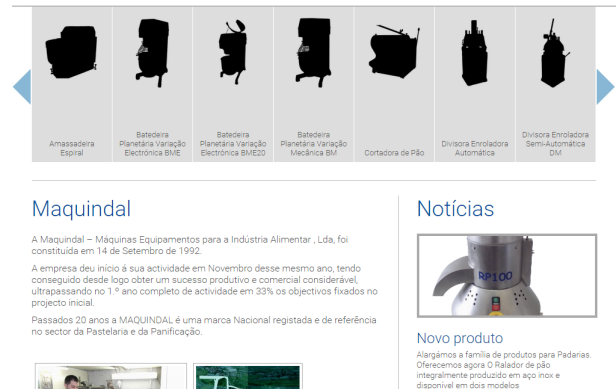 Amassadeira
Espiral
Batedeira
Planetária Variação
Electrónica BME
Batedeira
Planetária Variação
Electrónica BME20
Batedeira
Planetária Variação
Mecânica BM
Cortadora de Pão
Divisora Enroladora
Automática
Divisora Enroladora
Semi-Automática
DM
Maquindal
A Maquindal – Máquinas Equipamentos para a Indústria Alimentar , Lda, foi
constituída em 14 de Setembro de 1992.
A empresa deu início á sua actividade em Novembro desse mesmo ano, tendo
conseguido desde logo obter um sucesso produtivo e comercial considerável,
ultrapassando no 1.º ano completo de actividade em 33% os objectivos fixados no
projecto inicial.
Passados 20 anos a MAQUINDAL é uma marca Nacional registada e de referência
no sector da Pastelaria e da Panificação.
Notícias
RP100
Novo produto
Alargámos a família de produtos para Padarias.
Oferecemos agora O Ralador de pão
integralmente produzido em aço inox e
disponivel em dois modelos